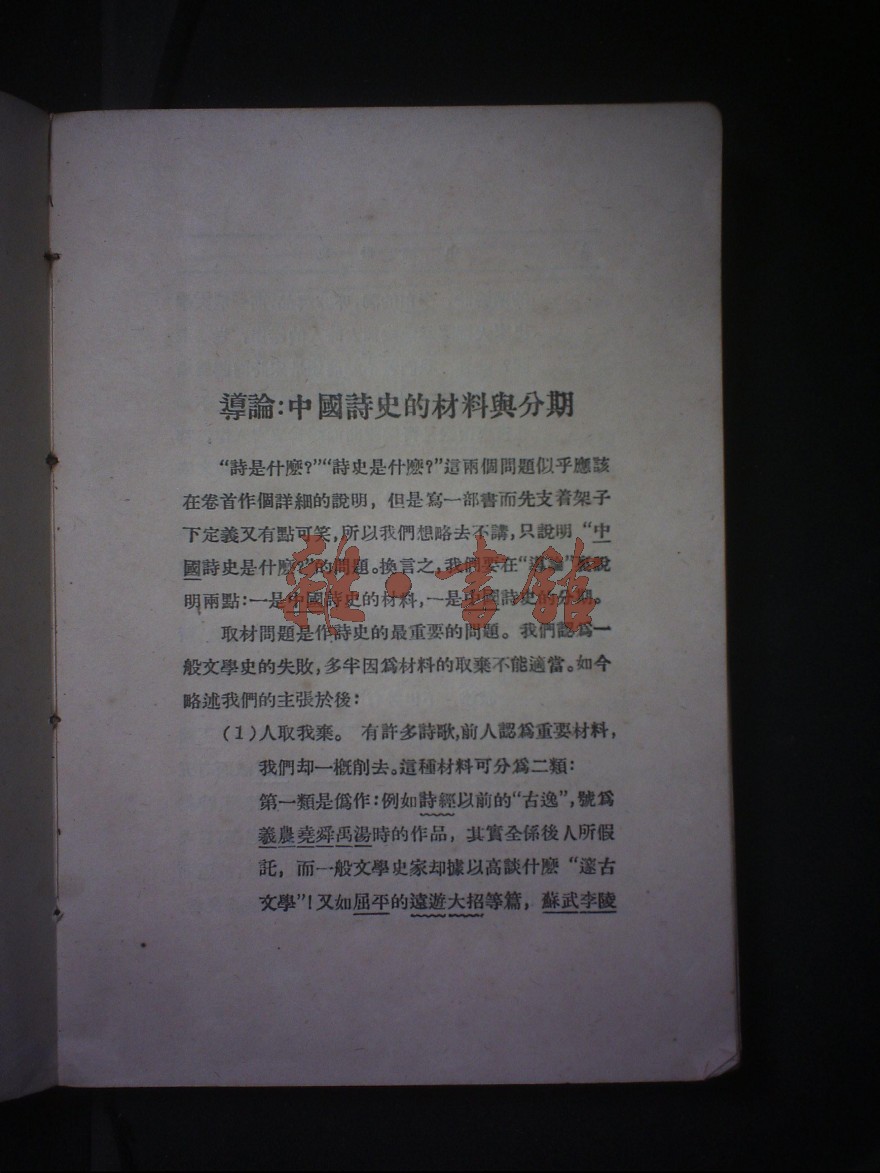 導論:中國詩史的材料與分期
“詩是什麽?”“詩史是什麽?”這兩個問題似乎應該
在卷首作個詳細的說明，但是寫一部書而先支着架子
下定義又有點可笑,所以我們想略去不講,只說明“中
國詩史是什麽?”的問題。換言之,我們要在“導論”裏說
明兩點:一是中國詩史的材料,一是中國詩史的分期。
取材問題是作詩史的最重要的問題。我們認爲一
般文學史的失敗,多半因爲材料的取棄不能適當。如今
略述我們的主張於後:
(1)人取我棄。有許多詩歌,前人認爲重要材料,
我們却一槪削去。這種材料可分爲二類:
第一類是僞作:例如詩經以前的“古逸”,號爲
羲農堯舜禹湯時的作品，其實全係後人所假
託，而一般文學史家却據以高談什麽“邃古
文學”!又如屈平的遠遊大招等篇，蘇武李陵
雜·書館